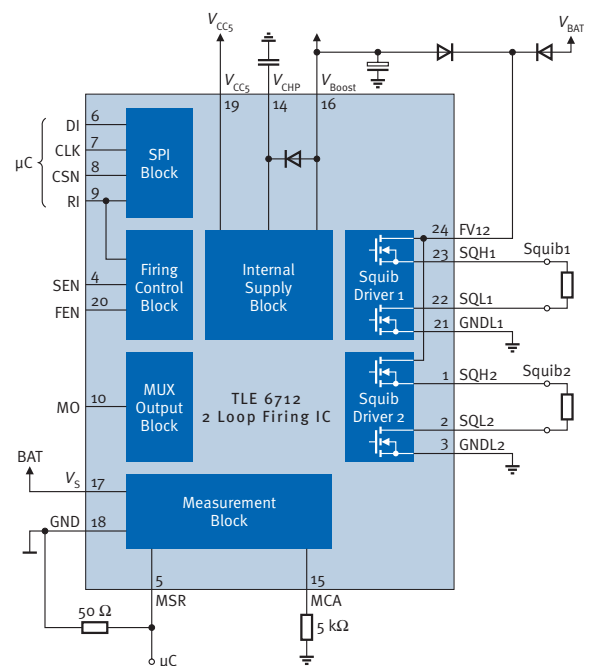 VCC5
VBAT
VCC5
VCHP
VBoost
19
14
16
DI
6
CLK
7
CSN
8
RI
9
µC
SPI
Block
24
FV12
23
SQH1
Squib1
SEN
4
FEN
20
Firing
Control
Block
Internal
Supply
Block
Squib
Driver 1
22
SQL1
21
GNDL1
MO
10
MUX
Output
Block
TLE 6712
2 Loop Firing IC
Squib
Driver 2
1
SQH2
Squib2
2
SQL2
3
GNDL2
BAT
VS
17
GND
18
Measurement
Block
5
MSR
15
MCA
50 Ω
5 kΩ
µC